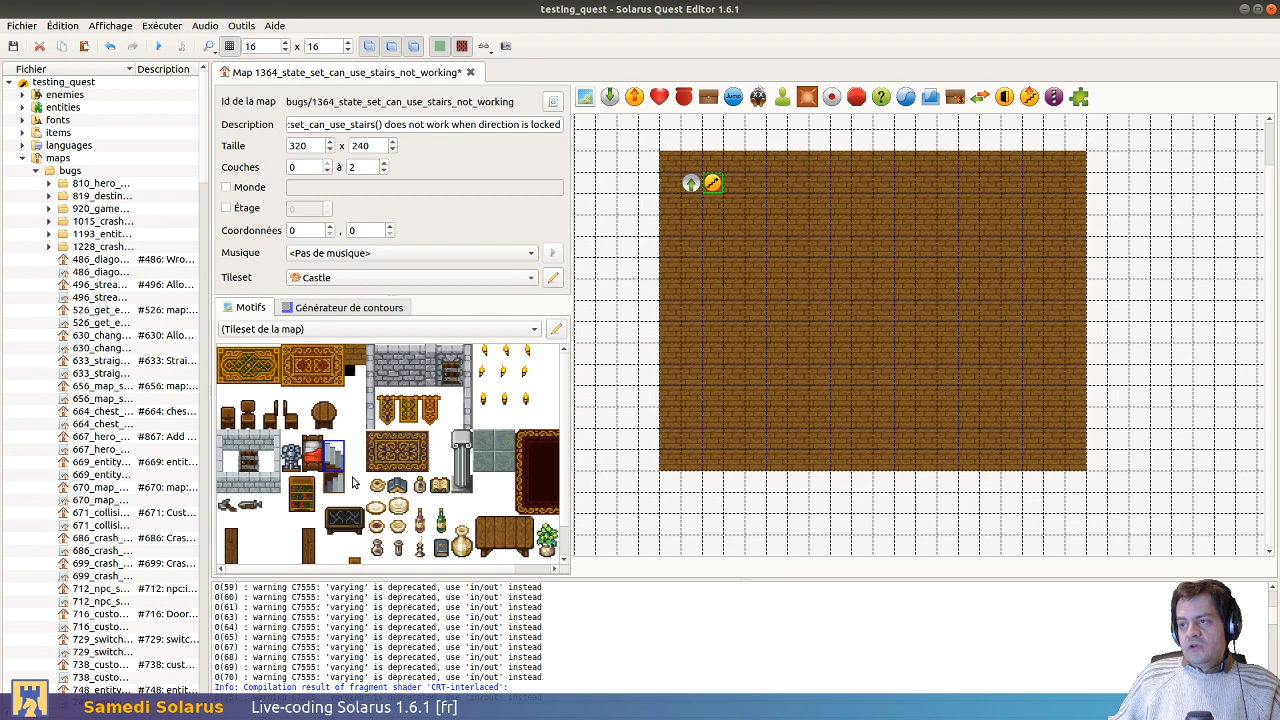 testing_quest - Solarus Quest Editor 1.6.1
Fichier Édition Affichage Exécuter Audio Outils Aide
16 x 16
Fichier Description
testing_quest
enemies
entities
fonts
items
languages
maps
bugs
810_hero_...
819_destin...
920_game...
1015_crash...
1193_entit...
1228_crash...
486_diago... #486: Wro...
486_diago...
496_strea... #496: Allo...
496_strea...
526_get_e... #526: map:...
526_get_e...
630_chang... #630: Allo...
630_chang...
633_straig... #633: Strai...
633_straig...
656_map_s... #656: map:...
656_map_s...
664_chest_... #664: ches...
664_chest_...
667_hero_... #867: Add ...
667_hero_...
669_entity... #669: entit...
669_entity...
670_map_... #670: map:...
670_map_...
671_collisi... #671: Cust...
671_collisi...
686_crash_... #686: Cras...
686_crash_...
699_crash_... #699: Cras...
699_crash_...
712_npc_s... #712: npc:i...
712_npc_s...
716_custo... #716: Door...
716_custo...
729_switch... #729: swit...
729_switch...
738_custo... #738: cust...
738_custo...
748_entity... #748: entit...
Map 1364_state_set_can_use_stairs_not_working*
Id de la map bugs/1364_state_set_can_use_stairs_not_working
Description :set_can_use_stairs() does not work when direction is locked
Taille 320 x 240
Couches 0 à 2
Monde
Étage 0
Coordonnées 0 , 0
Musique <Pas de musique>
Tileset Castle
Motifs Générateur de contours
(Tileset de la map)
Jump
0(59) : warning C7555: 'varying' is deprecated, use 'in/out' instead
0(60) : warning C7555: 'varying' is deprecated, use 'in/out' instead
0(61) : warning C7555: 'varying' is deprecated, use 'in/out' instead
0(63) : warning C7555: 'varying' is deprecated, use 'in/out' instead
0(64) : warning C7555: 'varying' is deprecated, use 'in/out' instead
0(65) : warning C7555: 'varying' is deprecated, use 'in/out' instead
0(67) : warning C7555: 'varying' is deprecated, use 'in/out' instead
0(68) : warning C7555: 'varying' is deprecated, use 'in/out' instead
0(69) : warning C7555: 'varying' is deprecated, use 'in/out' instead
0(70) : warning C7555: 'varying' is deprecated, use 'in/out' instead
Info: Compilation result of fragment shader 'CRT-interlaced':
Samedi Solarus Live-coding Solarus 1.6.1 [fr]